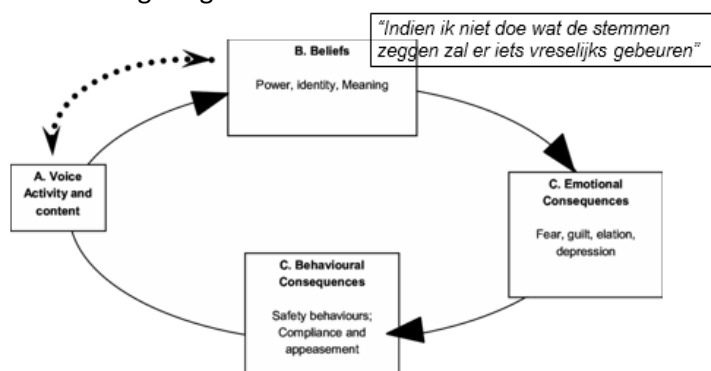 "Indien ik niet doe wat de stemmen
zeggen zal er iets vreselijks gebeuren"
B. Beliefs
Power, identity, Meaning
A. Voice
Activity and
content
C. Emotional
Consequences
Fear, guilt, elation,
depression
C. Behavioural
Consequences
Safety behaviours;
Compliance and
appeasement